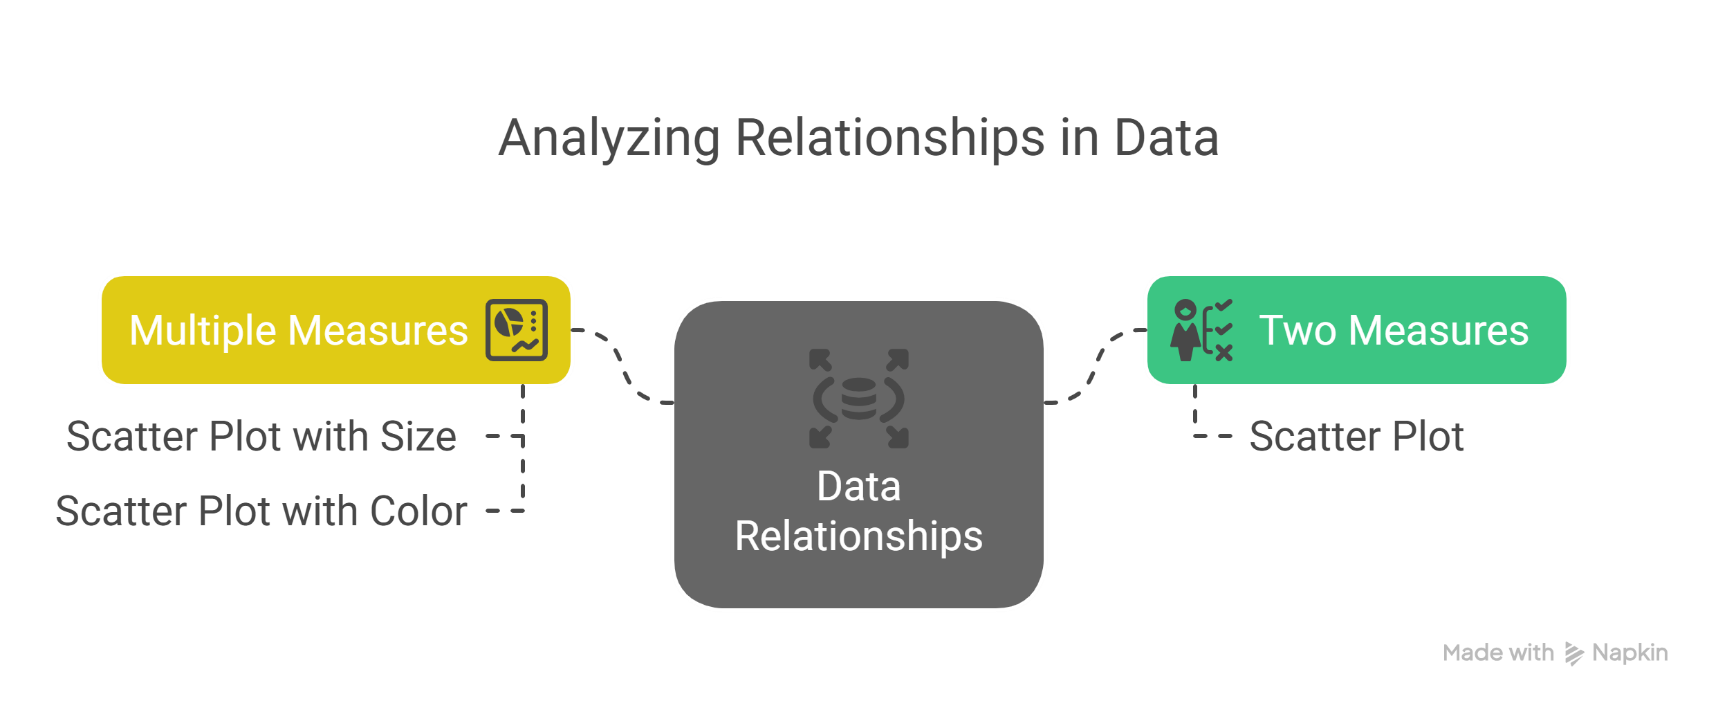 Analyzing Relationships in Data
Multiple Measures
Scatter Plot with Size
Scatter Plot with Color
Data
Relationships
Two Measures
Scatter Plot
Made with Napkin